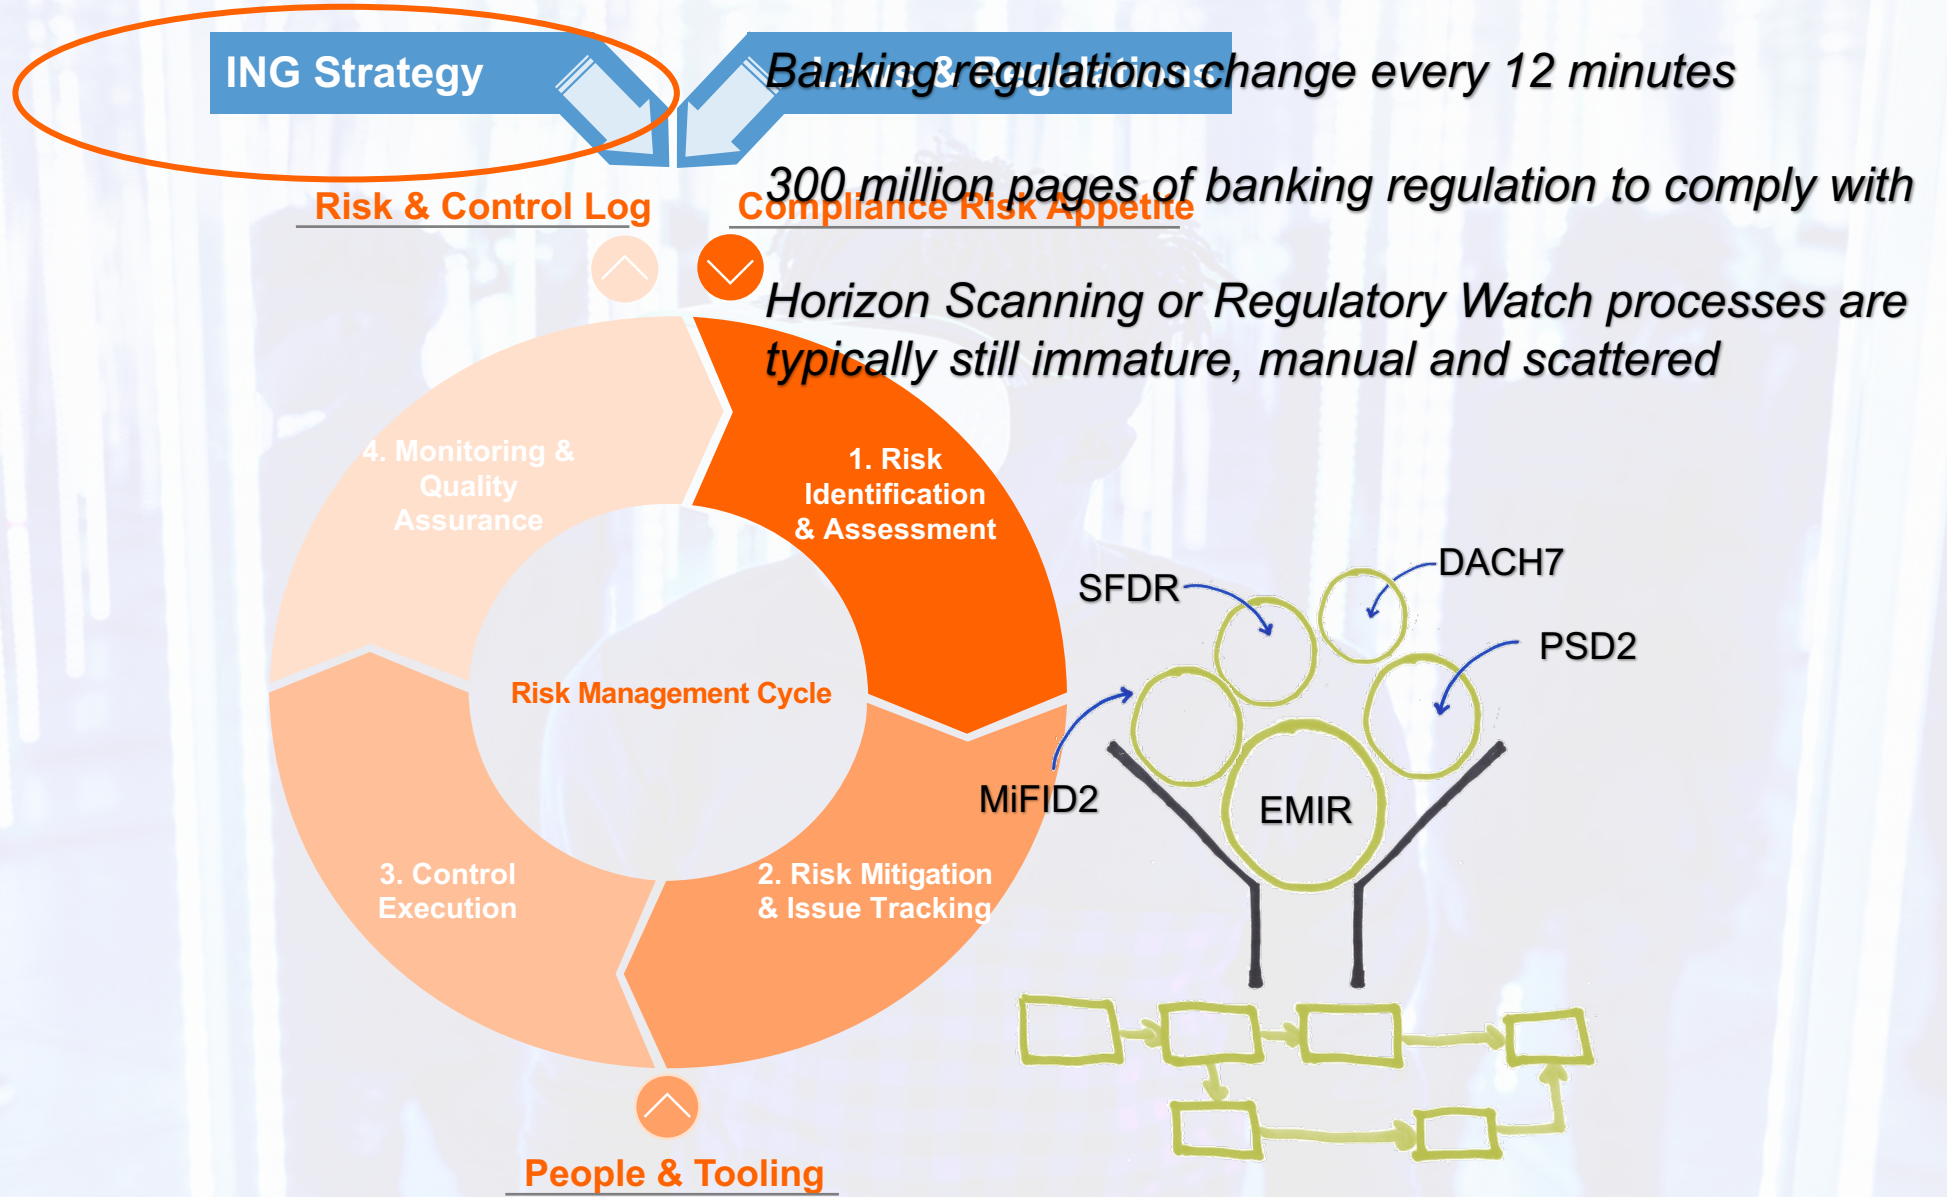 ING Strategy
Laws & Regulations
Banking regulations change every 12 minutes
300 million pages of banking regulation to comply with
Risk & Control Log
Compliance Risk Appetite
Horizon Scanning or Regulatory Watch processes are
typically still immature, manual and scattered
4. Monitoring &
Quality
Assurance
1. Risk
Identification
& Assessment
Risk Management Cycle
3. Control
Execution
2. Risk Mitigation
& Issue Tracking
People & Tooling
DACH7
SFDR
PSD2
MiFID2
EMIR